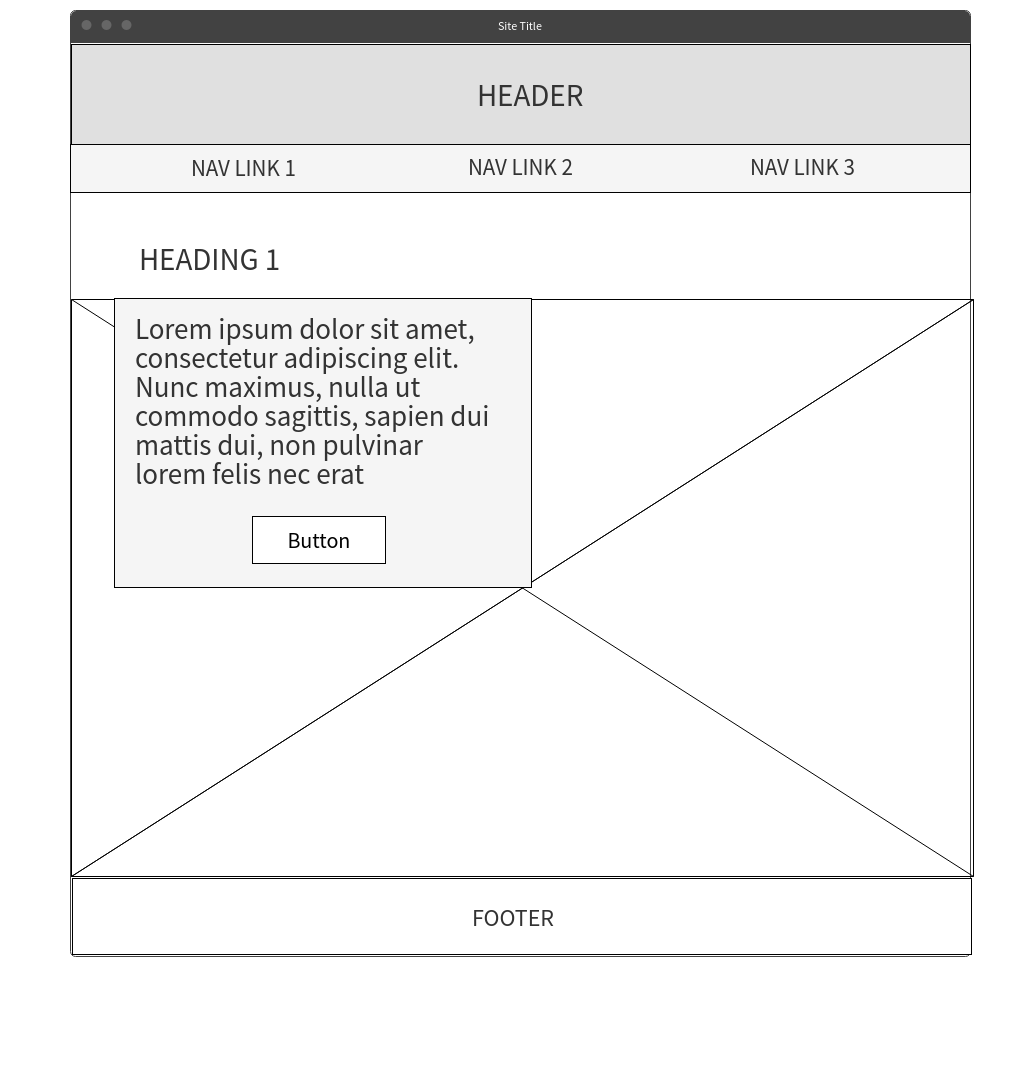 Site Title
HEADER
NAV LINK 1 NAV LINK 2 NAV LINK 3
HEADING 1
Lorem ipsum dolor sit amet,
consectetur adipiscing elit.
Nunc maximus, nulla ut
commodo sagittis, sapien dui
mattis dui, non pulvinar
lorem felis nec erat
Button
FOOTER